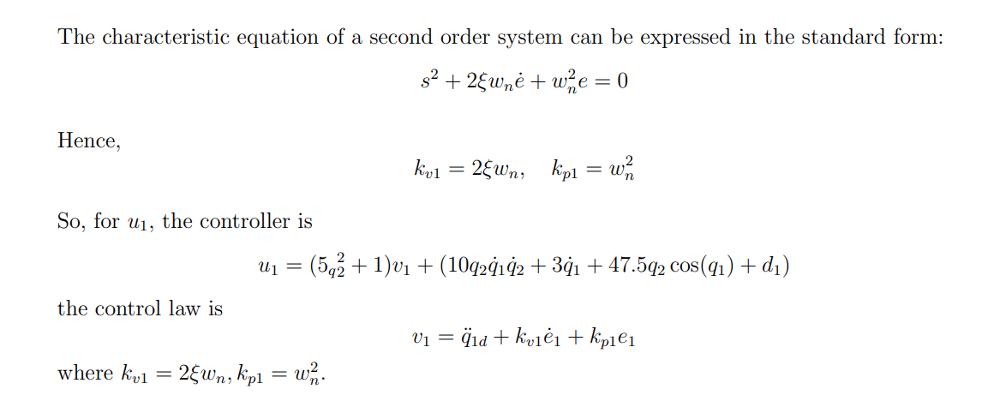 The characteristic equation of a second order system can be expressed in the standard form:
$s^2 + 2\xi w_n \dot{e} + w_n^2 e = 0$
Hence,
$k_{v1} = 2\xi w_n, \quad k_{p1} = w_n^2$
So, for $u_1$, the controller is
$u_1 = (5_{q_2^2} + 1)v_1 + (10q_2\dot{q}_1\dot{q}_2 + 3\dot{q}_1 + 47.5q_2\cos(q_1) + d_1)$
the control law is
$v_1 = \ddot{q}_{1d} + k_{v1}\dot{e}_1 + k_{p1}e_1$
where $k_{v1} = 2\xi w_n, k_{p1} = w_n^2$.